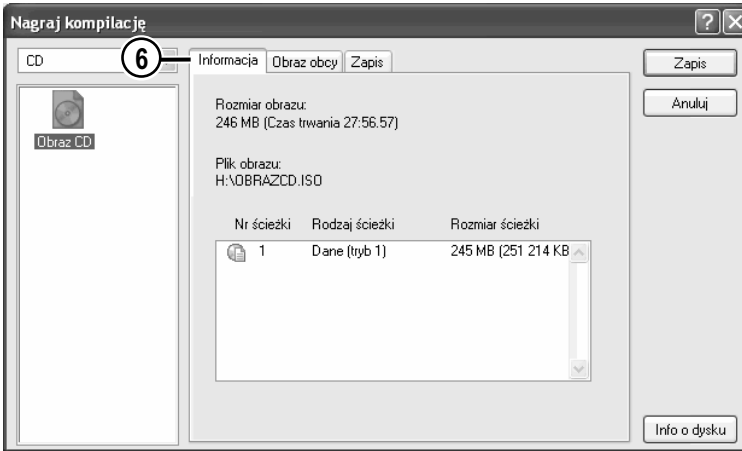 Nagraj kompilację
CD
6
Informacja
Obraz obcy
Zapis
Zapis
Anuluj
Obraz CD
Rozmiar obrazu:
246 MB (Czas trwania 27:56.57)
Plik obrazu:
H:\OBRAZCD.ISO
Nr ścieżki Rodzaj ścieżki Rozmiar ścieżki
1 Dane (tryb 1) 245 MB (251 214 KB
Info o dysku